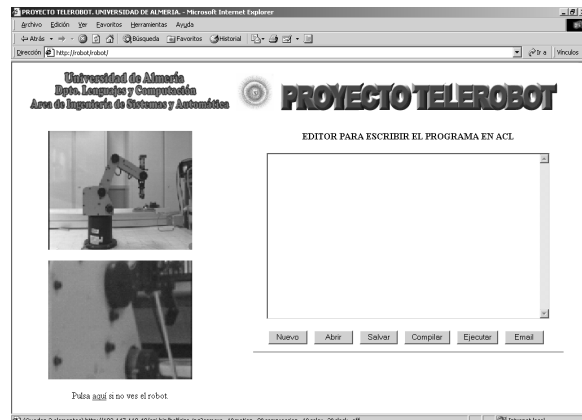 PROYECTO TELEROBOT. UNIVERSIDAD DE ALMERIA. - Microsoft Internet Explorer
Archivo Edición Ver Favoritos Herramientas Ayuda
Atrás Búsqueda Favoritos Historial
Dirección http://robot/robot/ Ir a Vínculos
Universidad de Almería
Dpto. Lenguajes y Computación
Area de Ingeniería de Sistemas y Automática
PROYECTO TELEROBOT
EDITOR PARA ESCRIBIR EL PROGRAMA EN ACL
Nuevo Abrir Salvar Compilar Ejecutar Email
Pulsa aquí si no ves el robot.